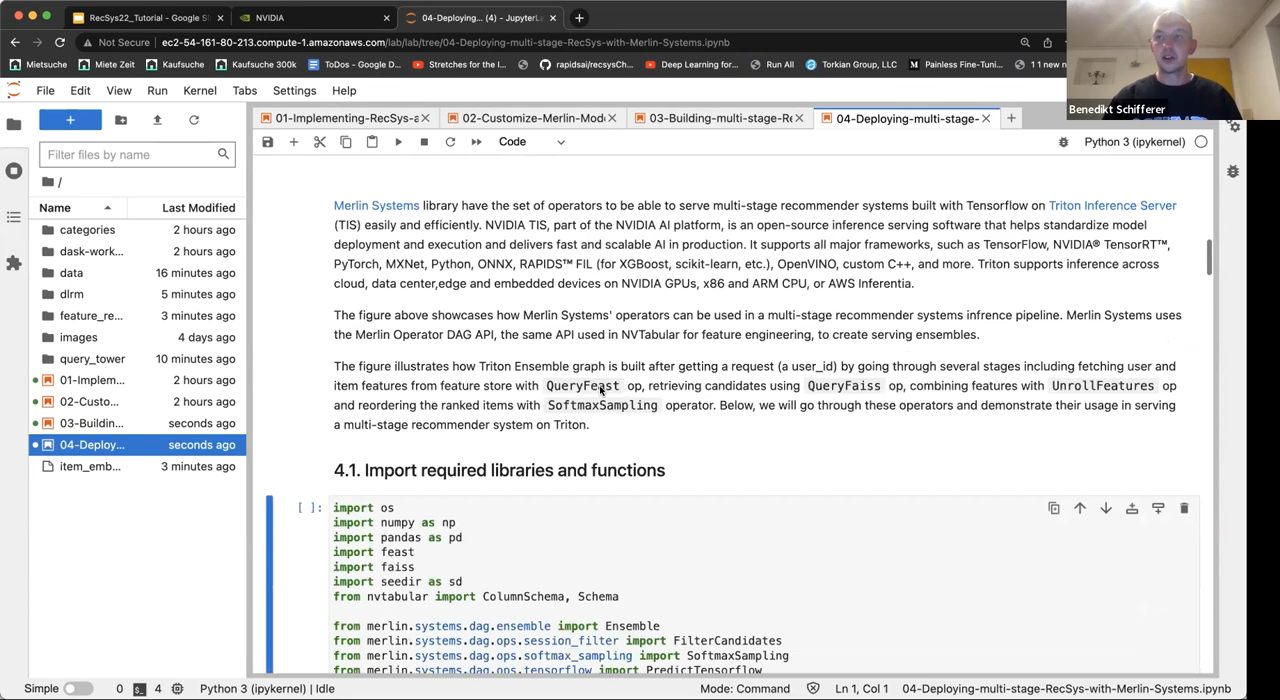 RecSys22_Tutorial - Google Sl
NVIDIA
04-Deploying... (4) - JupyterLa
Not Secure | ec2-54-161-80-213.compute-1.amazonaws.com/lab/lab/tree/04-Deploying-multi-stage-RecSys-with-Merlin-Systems.ipynb
Mietsuche
Miete Zeit
Kaufsuche
Kaufsuche 300k
ToDos - Google D...
Stretches for the l...
rapidsai/recsysCh...
Deep Learning for...
Run All
Torkian Group, LLC
Painless Fine-Tuni...
1 1 new n
Benedikt Schifferer
File Edit View Run Kernel Tabs Settings Help
01-Implementing-RecSys-a
02-Customize-Merlin-Mode
03-Building-multi-stage-Re
04-Deploying-multi-stage-
Code
Python 3 (ipykernel)
Filter files by name
/
Name Last Modified
categories 2 hours ago
dask-work... 2 hours ago
data 16 minutes ago
dlrm 5 minutes ago
feature_re... 3 minutes ago
images 4 days ago
query_tower 10 minutes ago
01-Implem... 2 hours ago
02-Custo... 2 hours ago
03-Buildin... seconds ago
04-Deploy... seconds ago
item_emb... 3 minutes ago
Merlin Systems library have the set of operators to be able to serve multi-stage recommender systems built with Tensorflow on Triton Inference Server
(TIS) easily and efficiently. NVIDIA TIS, part of the NVIDIA AI platform, is an open-source inference serving software that helps standardize model
deployment and execution and delivers fast and scalable AI in production. It supports all major frameworks, such as TensorFlow, NVIDIA® TensorRT™,
PyTorch, MXNet, Python, ONNX, RAPIDS™ FIL (for XGBoost, scikit-learn, etc.), OpenVINO, custom C++, and more. Triton supports inference across
cloud, data center,edge and embedded devices on NVIDIA GPUs, x86 and ARM CPU, or AWS Inferentia.
The figure above showcases how Merlin Systems' operators can be used in a multi-stage recommender systems infrence pipeline. Merlin Systems uses
the Merlin Operator DAG API, the same API used in NVTabular for feature engineering, to create serving ensembles.
The figure illustrates how Triton Ensemble graph is built after getting a request (a user_id) by going through several stages including fetching user and
item features from feature store with QueryFeast op, retrieving candidates using QueryFaiss op, combining features with UnrollFeatures op
and reordering the ranked items with SoftmaxSampling operator. Below, we will go through these operators and demonstrate their usage in serving
a multi-stage recommender system on Triton.
4.1. Import required libraries and functions
[ ]: import os
import numpy as np
import pandas as pd
import feast
import faiss
import seedir as sd
from nvtabular import ColumnSchema, Schema
from merlin.systems.dag.ensemble import Ensemble
from merlin.systems.dag.ops.session_filter import FilterCandidates
from merlin.systems.dag.ops.softmax_sampling import SoftmaxSampling
from merlin.systems.dag.ops.tensorflow import PredictTensorflow
Simple 0 4 Python 3 (ipykernel) | Idle Mode: Command Ln 1, Col 1 04-Deploying-multi-stage-RecSys-with-Merlin-Systems.ipynb